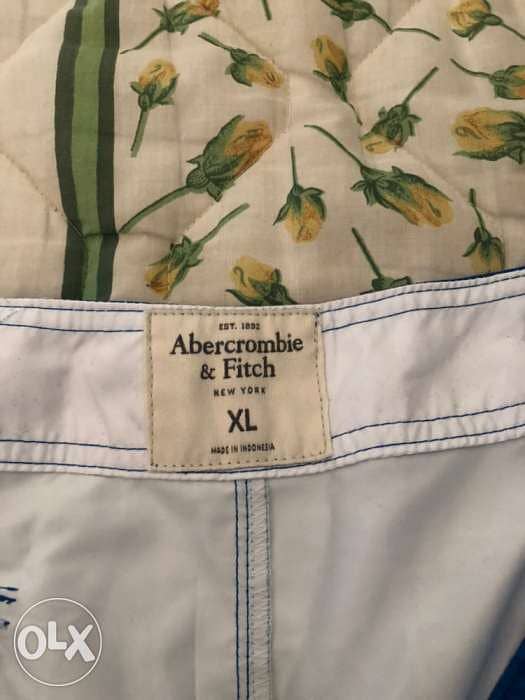 EST. 1892
Abercrombie
& Fitch
NEW YORK
XL
MADE IN INDONESIA
OLX